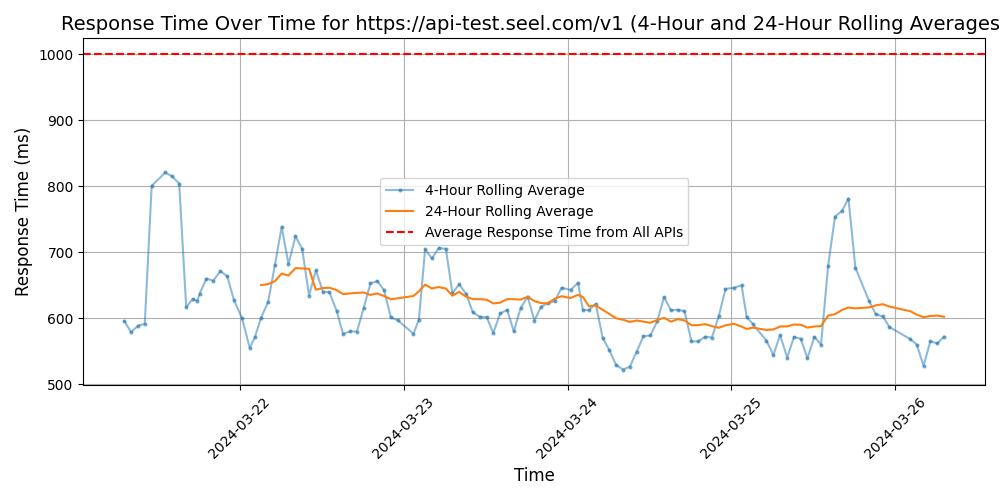 Response Time Over Time for https://api-test.seel.com/v1 (4-Hour and 24-Hour Rolling Averages
Response Time (ms)
1000
900
800
700
600
500
4-Hour Rolling Average
24-Hour Rolling Average
Average Response Time from All APIs
2024-03-22
2024-03-23
2024-03-24
2024-03-25
2024-03-26
Time